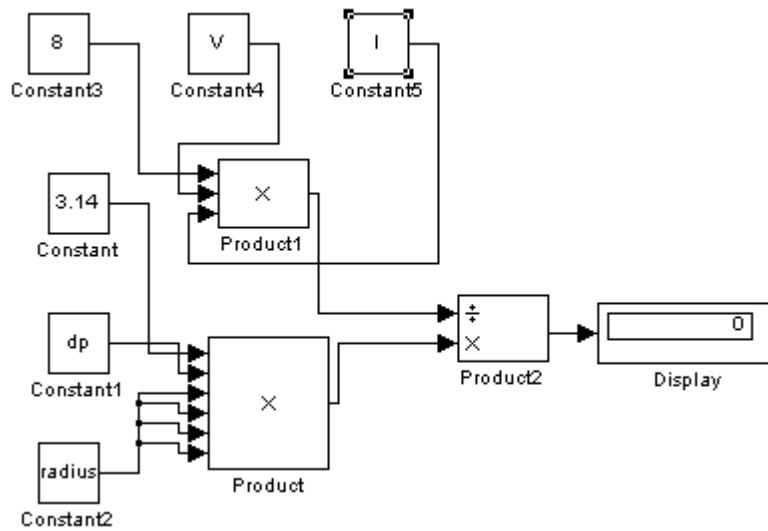 8
Constant3
V
Constant4
I
Constant5
3.14
Constant
×
Product1
dp
Constant1
×
Product
÷
×
Product2
0
Display
radius
Constant2